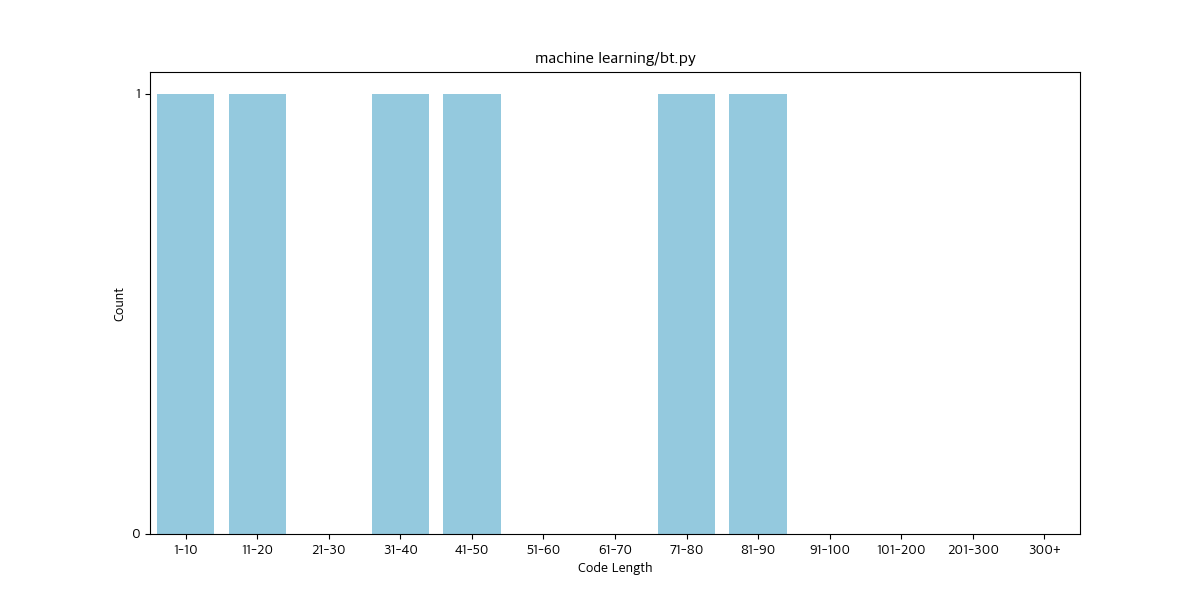 machine learning/bt.py
1
Count
0
1-10 11-20 21-30 31-40 41-50 51-60 61-70 71-80 81-90 91-100 101-200 201-300 300+
Code Length